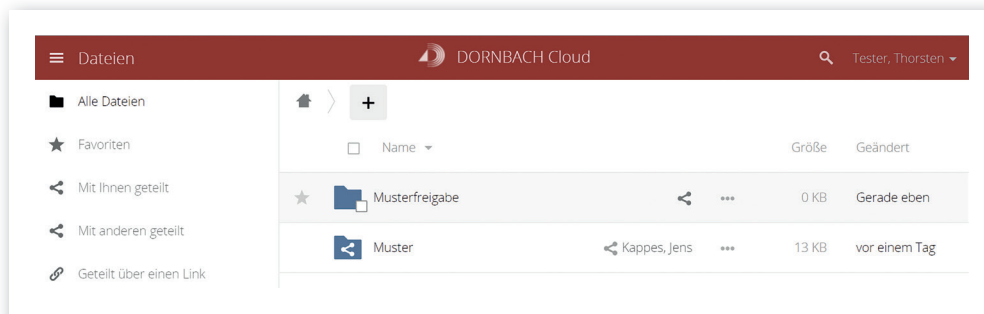 Dateien DORNBACH Cloud Tester, Thorsten
Alle Dateien
Favoriten
Mit Ihnen geteilt
Mit anderen geteilt
Geteilt über einen Link
Name Größe Geändert
Musterfreigabe 0 KB Gerade eben
Muster Kappes, Jens 13 KB vor einem Tag